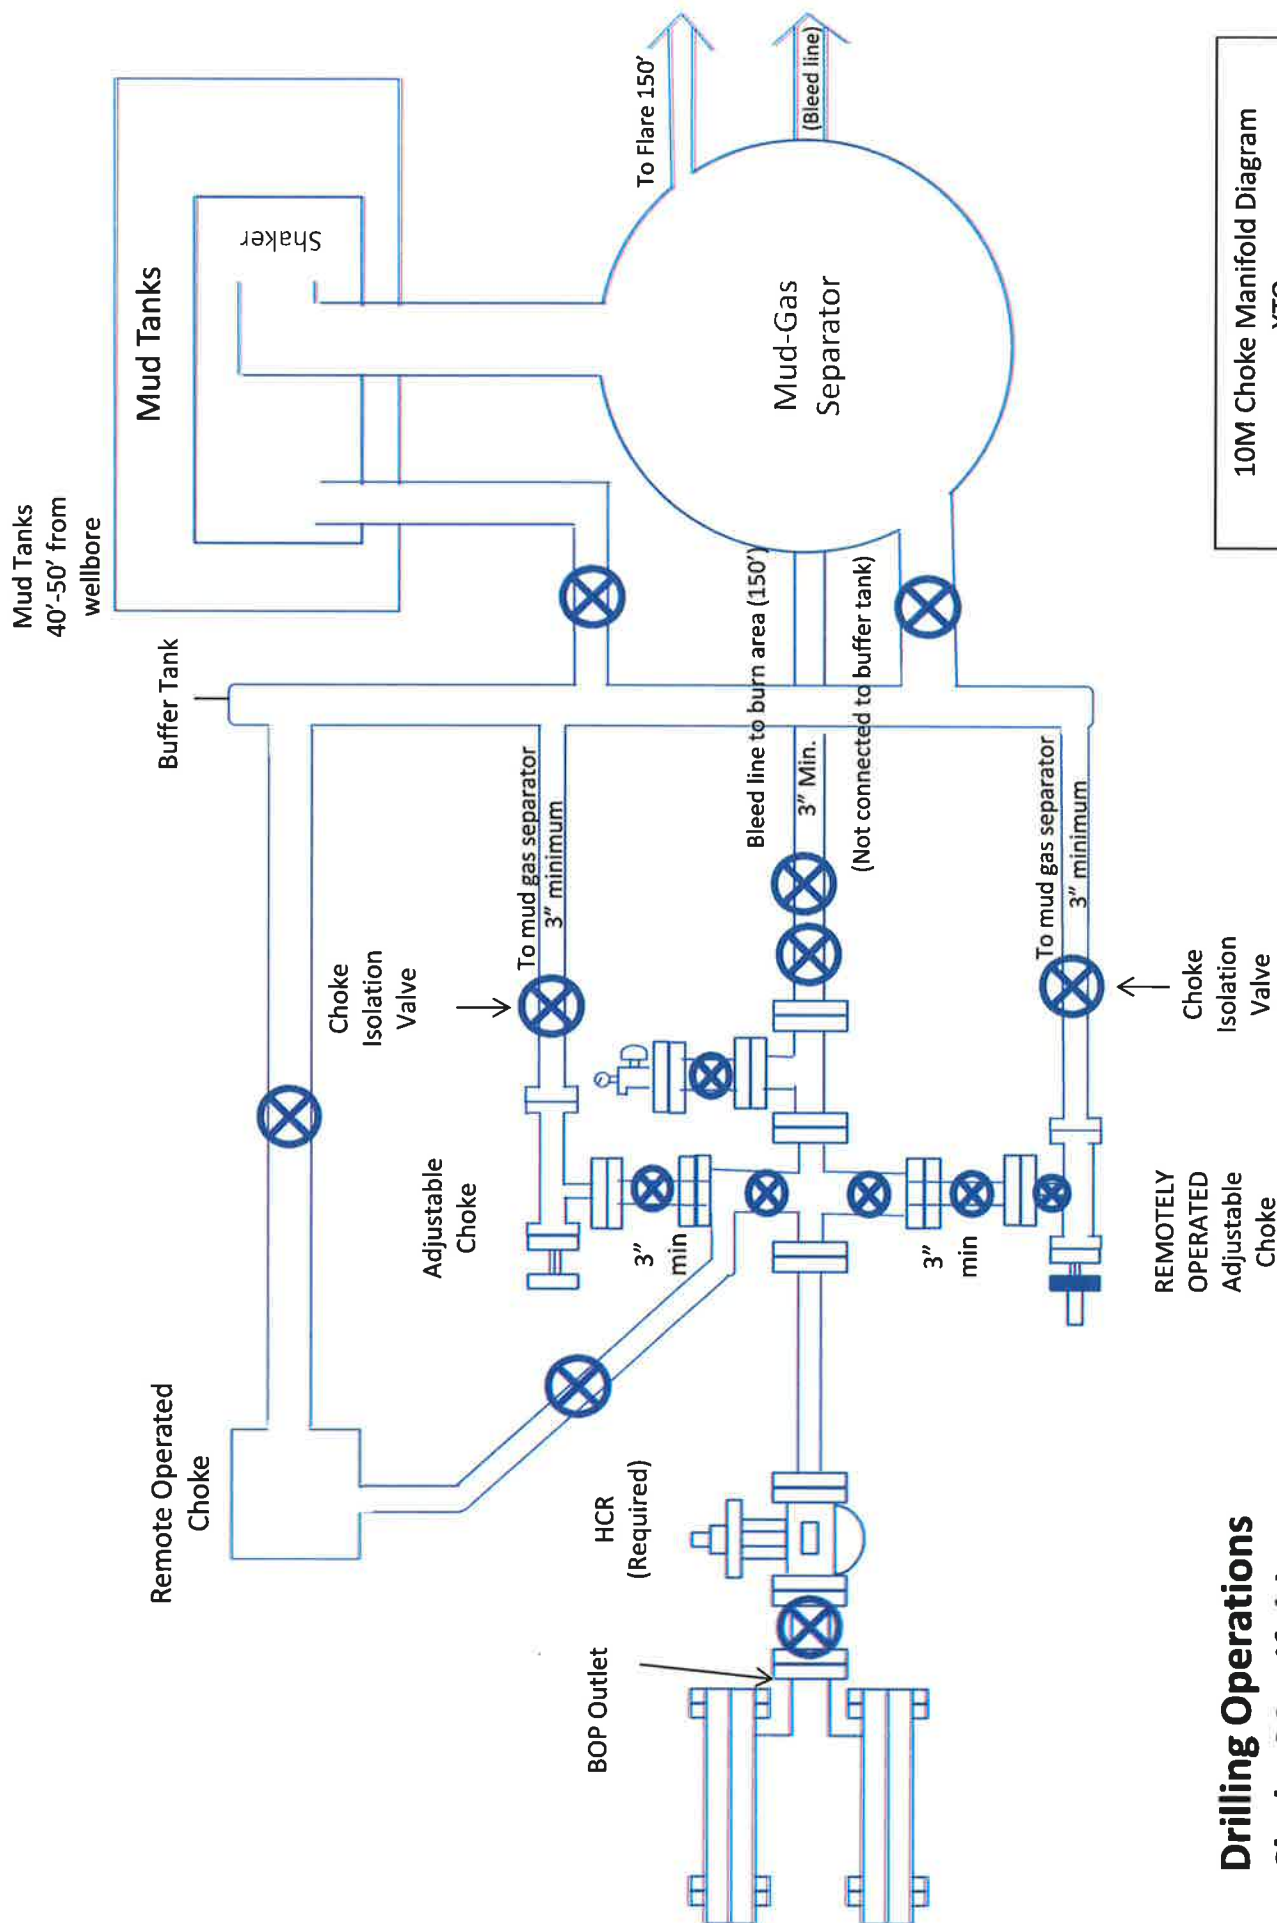 Mud Tanks
40'-50' from
wellbore
Mud Tanks
Shaker
To Flare 150'
(Bleed line)
Mud-Gas
Separator
Buffer Tank
Bleed line to burn area (150')
3" Min.
(Not connected to buffer tank)
To mud gas separator
3" minimum
To mud gas separator
3" minimum
Choke
Isolation
Valve
Choke
Isolation
Valve
Adjustable
Choke
3"
min
3"
min
REMOTELY
OPERATED
Adjustable
Choke
Remote Operated
Choke
HCR
(Required)
BOP Outlet
10M Choke Manifold Diagram
XTO
Drilling Operations